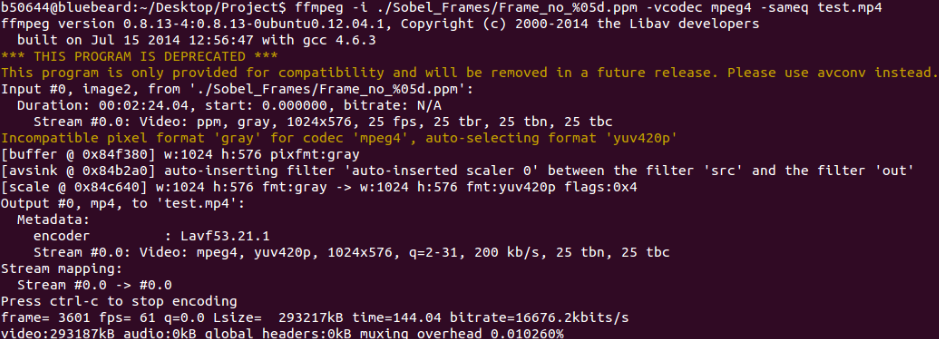 b50644@bluebeard:~/Desktop/Project$ ffmpeg -i ./Sobel_Frames/Frame_no_%05d.ppm -vcodec mpeg4 -sameq test.mp4
ffmpeg version 0.8.13-4:0.8.13-0ubuntu0.12.04.1, Copyright (c) 2000-2014 the Libav developers
  built on Jul 15 2014 12:56:47 with gcc 4.6.3
*** THIS PROGRAM IS DEPRECATED ***
This program is only provided for compatibility and will be removed in a future release. Please use avconv instead.
Input #0, image2, from './Sobel_Frames/Frame_no_%05d.ppm':
  Duration: 00:02:24.04, start: 0.000000, bitrate: N/A
    Stream #0.0: Video: ppm, gray, 1024x576, 25 fps, 25 tbr, 25 tbn, 25 tbc
Incompatible pixel format 'gray' for codec 'mpeg4', auto-selecting format 'yuv420p'
[buffer @ 0x84f380] w:1024 h:576 pixfmt:gray
[avsink @ 0x84b2a0] auto-inserting filter 'auto-inserted scaler 0' between the filter 'src' and the filter 'out'
[scale @ 0x84c640] w:1024 h:576 fmt:gray -> w:1024 h:576 fmt:yuv420p flags:0x4
Output #0, mp4, to 'test.mp4':
  Metadata:
    encoder         : Lavf53.21.1
    Stream #0.0: Video: mpeg4, yuv420p, 1024x576, q=2-31, 200 kb/s, 25 tbn, 25 tbc
Stream mapping:
  Stream #0.0 -> #0.0
Press ctrl-c to stop encoding
frame= 3601 fps= 61 q=0.0 Lsize=  293217kB time=144.04 bitrate=16676.2kbits/s
video:293187kB audio:0kB global headers:0kB muxing overhead 0.010260%